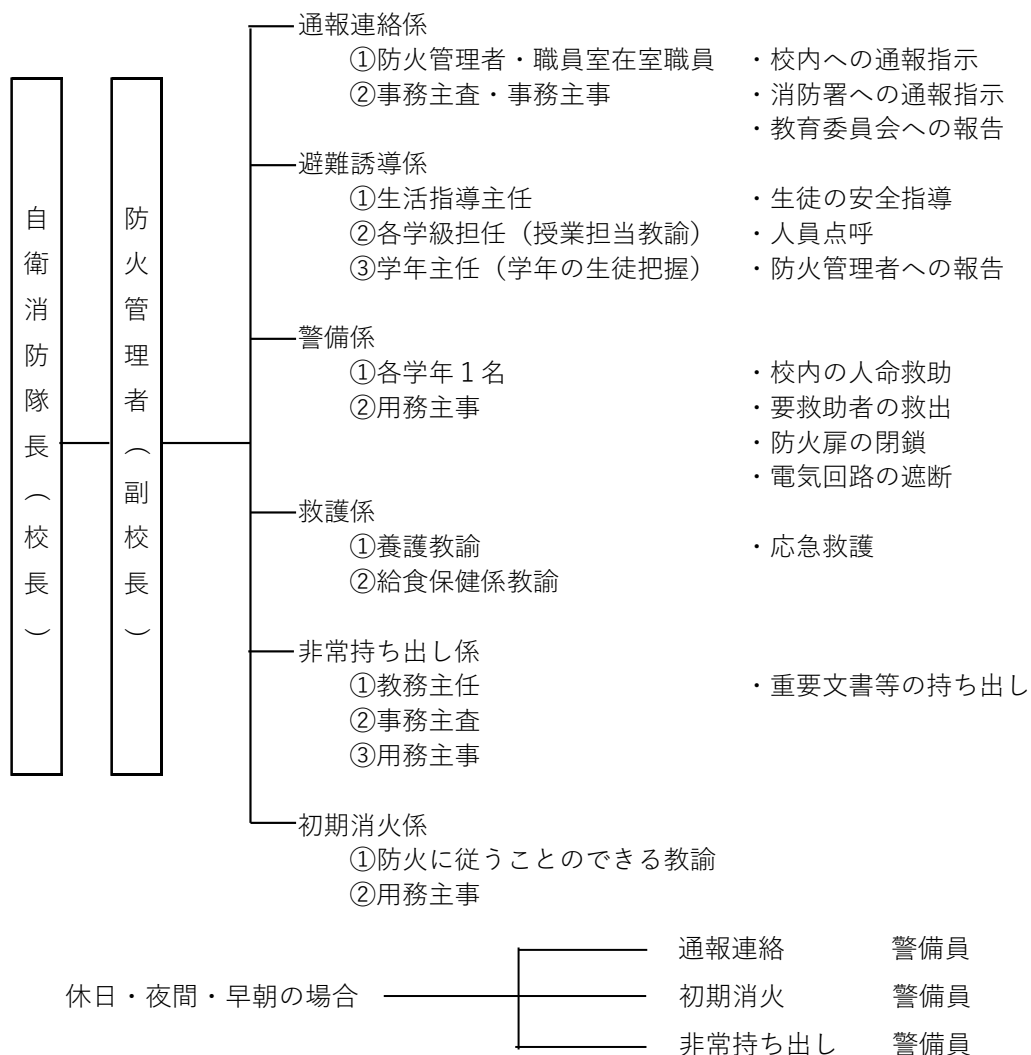 自衛消防隊長（校長）
防火管理者（副校長）
通報連絡係
①防火管理者・職員室在室職員　・校内への通報指示
②事務主査・事務主事　・消防署への通報指示
・教育委員会への報告
避難誘導係
①生活指導主任　・生徒の安全指導
②各学級担任（授業担当教諭）　・人員点呼
③学年主任（学年の生徒把握）　・防火管理者への報告
警備係
①各学年１名　・校内の人命救助
②用務主事　・要救助者の救出
・防火扉の閉鎖
・電気回路の遮断
救護係
①養護教諭　・応急救護
②給食保健係教諭
非常持ち出し係
①教務主任　・重要文書等の持ち出し
②事務主査
③用務主事
初期消火係
①防火に従うことのできる教諭
②用務主事
通報連絡　警備員
休日・夜間・早朝の場合　初期消火　警備員
非常持ち出し　警備員